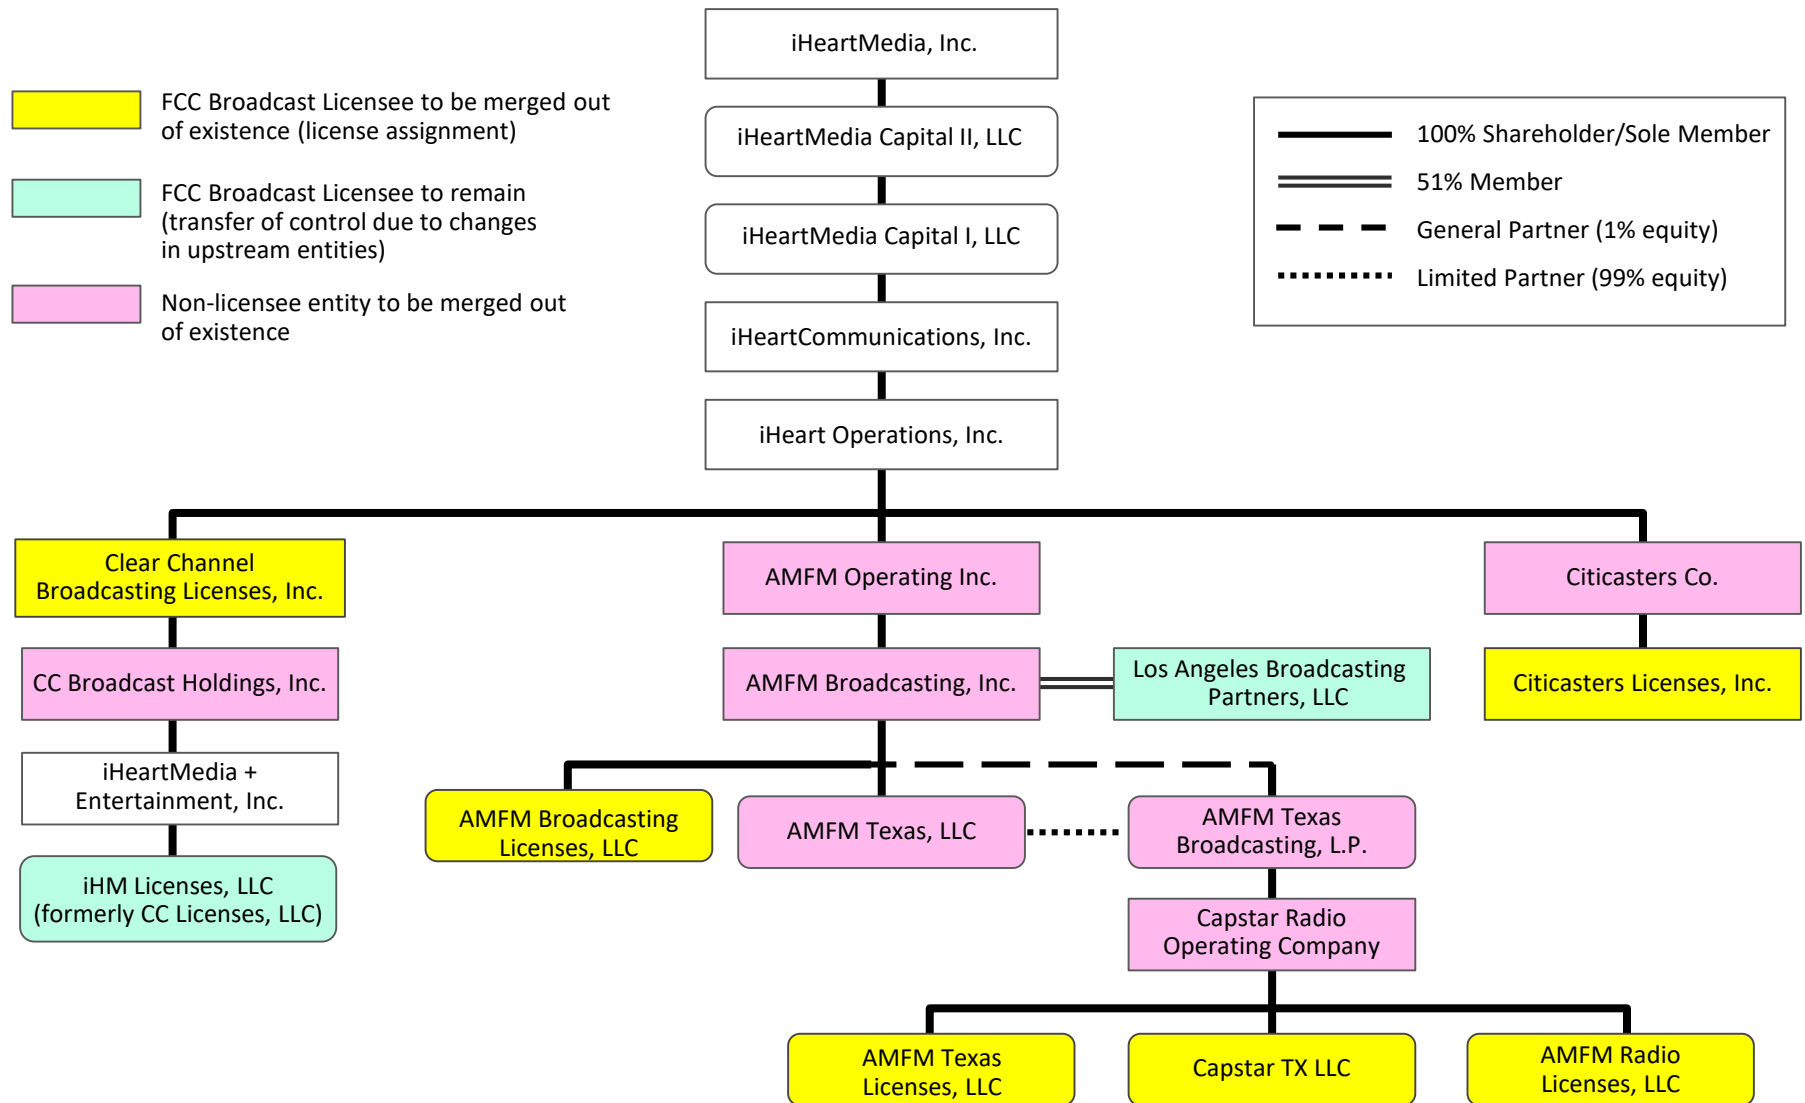 iHeartMedia, Inc.
FCC Broadcast Licensee to be merged out
of existence (license assignment)
FCC Broadcast Licensee to remain
(transfer of control due to changes
in upstream entities)
Non-licensee entity to be merged out
of existence
iHeartMedia Capital II, LLC
iHeartMedia Capital I, LLC
iHeartCommunications, Inc.
iHeart Operations, Inc.
100% Shareholder/Sole Member
51% Member
General Partner (1% equity)
Limited Partner (99% equity)
Clear Channel
Broadcasting Licenses, Inc.
AMFM Operating Inc.
Citicasters Co.
CC Broadcast Holdings, Inc.
AMFM Broadcasting, Inc.
Los Angeles Broadcasting
Partners, LLC
Citicasters Licenses, Inc.
iHeartMedia +
Entertainment, Inc.
AMFM Broadcasting
Licenses, LLC
AMFM Texas, LLC
AMFM Texas
Broadcasting, L.P.
iHM Licenses, LLC
(formerly CC Licenses, LLC)
Capstar Radio
Operating Company
AMFM Texas
Licenses, LLC
Capstar TX LLC
AMFM Radio
Licenses, LLC